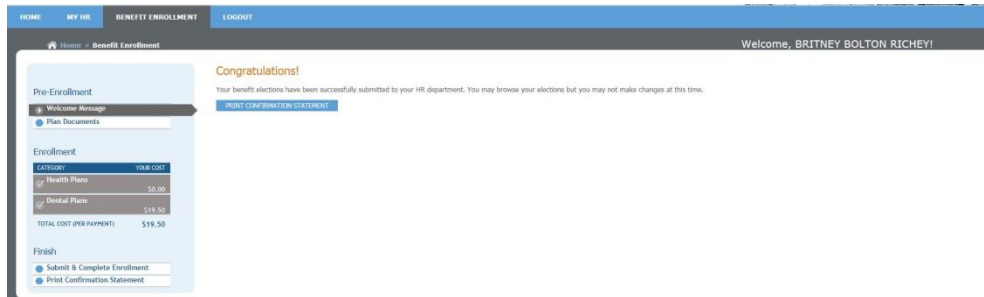 HOME MY HR BENEFIT ENROLLMENT LOGOUT
Home » Benefit Enrollment
Welcome, BRITNEY BOLTON RICHEY!
Pre-Enrollment
Welcome Message
Plan Documents
Enrollment
CATEGORY YOUR COST
Health Plans
$0.00
Dental Plans
$19.50
TOTAL COST (PER PAYMENT) $19.50
Finish
Submit & Complete Enrollment
Print Confirmation Statement
Congratulations!
Your benefit elections have been successfully submitted to your HR department. You may browse your elections but you may not make changes at this time.
PRINT CONFIRMATION STATEMENT